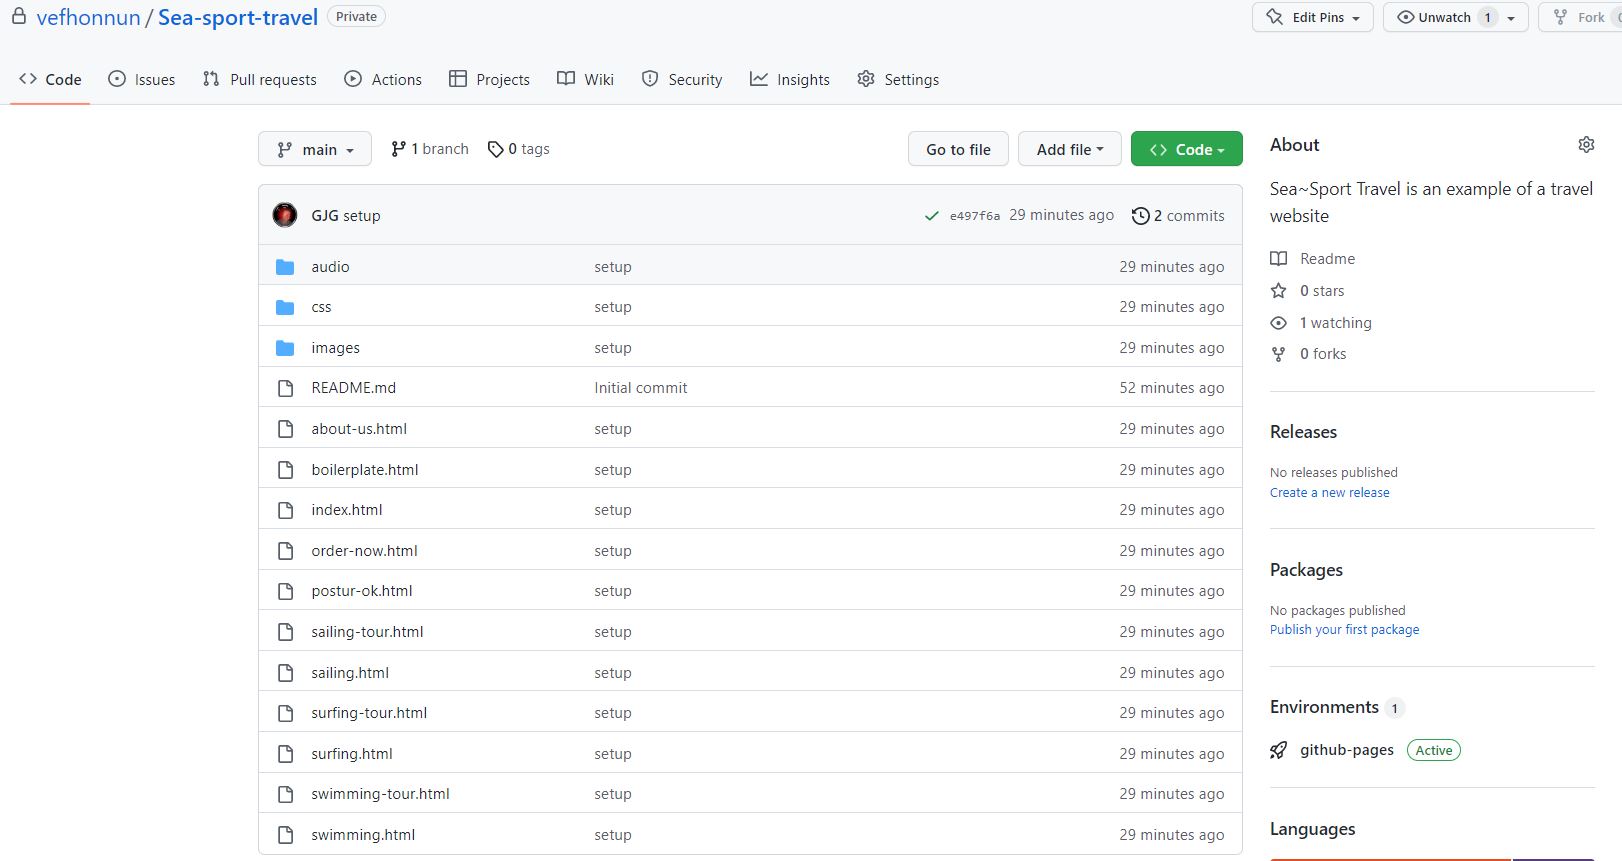 vefhonnun / Sea-sport-travel Private
Edit Pins Unwatch 1 Fork
Code Issues Pull requests Actions Projects Wiki Security Insights Settings
main 1 branch 0 tags Go to file Add file Code
GJG setup e497f6a 29 minutes ago 2 commits
audio setup 29 minutes ago
css setup 29 minutes ago
images setup 29 minutes ago
README.md Initial commit 52 minutes ago
about-us.html setup 29 minutes ago
boilerplate.html setup 29 minutes ago
index.html setup 29 minutes ago
order-now.html setup 29 minutes ago
postur-ok.html setup 29 minutes ago
sailing-tour.html setup 29 minutes ago
sailing.html setup 29 minutes ago
surfing-tour.html setup 29 minutes ago
surfing.html setup 29 minutes ago
swimming-tour.html setup 29 minutes ago
swimming.html setup 29 minutes ago
About
Sea~Sport Travel is an example of a travel
website
Readme
0 stars
1 watching
0 forks
Releases
No releases published
Create a new release
Packages
No packages published
Publish your first package
Environments 1
github-pages Active
Languages